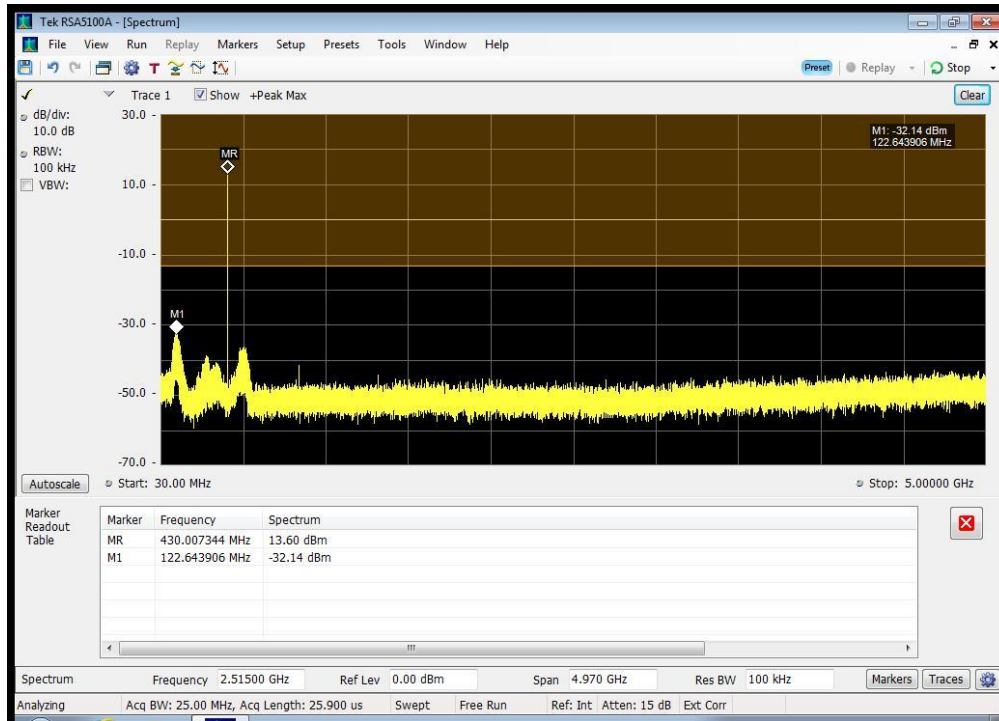 Tek RSA5100A - [Spectrum]
File View Run Replay Markers Setup Presets Tools Window Help
Preset Replay Stop
Trace 1 Show +Peak Max Clear
dB/div:
10.0 dB
RBW:
100 kHz
VBW:
30.0
10.0
-10.0
-30.0
-50.0
-70.0
MR
M1
M1: -32.14 dBm
122.643906 MHz
Autoscale Start: 30.00 MHz Stop: 5.00000 GHz
Marker
Readout
Table
Marker Frequency Spectrum
MR 430.007344 MHz 13.60 dBm
M1 122.643906 MHz -32.14 dBm
Spectrum Frequency 2.51500 GHz Ref Lev 0.00 dBm Span 4.970 GHz Res BW 100 kHz Markers Traces
Analyzing Acq BW: 25.00 MHz, Acq Length: 25.900 us Swept Free Run Ref: Int Atten: 15 dB Ext Corr